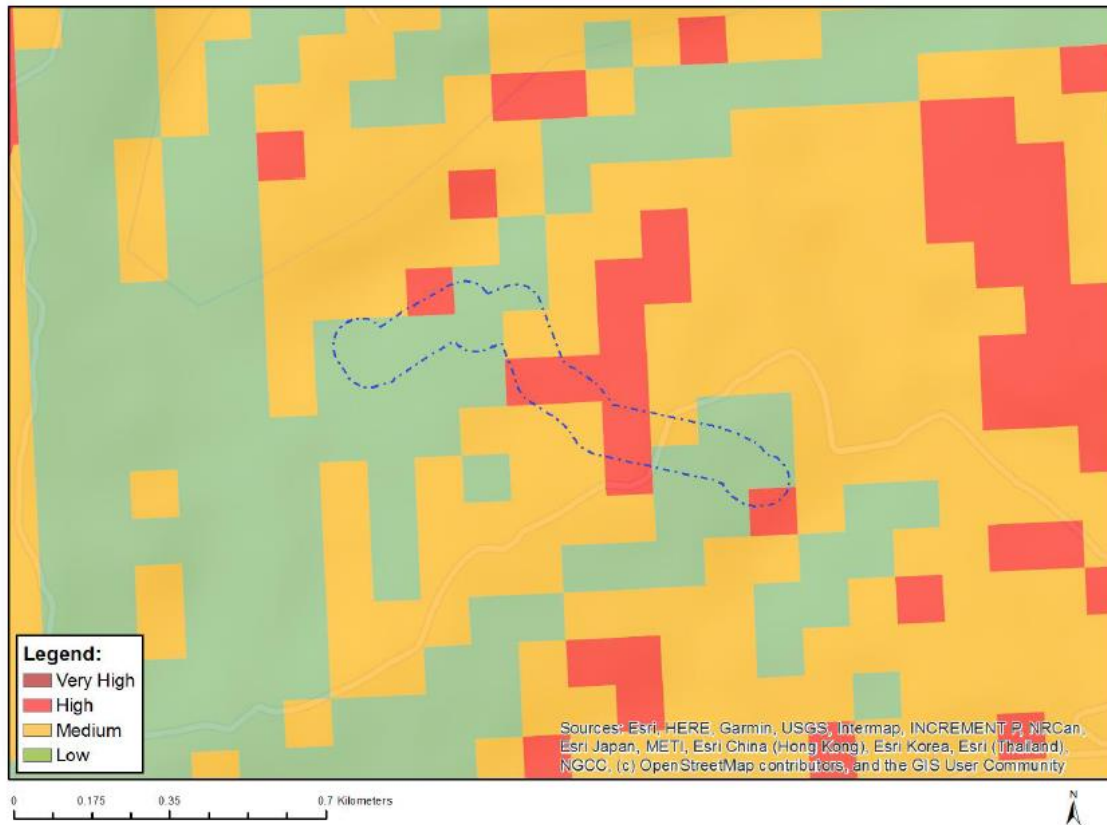 Legend:
Very High
High
Medium
Low
Sources: Esri, HERE, Garmin, USGS, Intermap, INCREMENT P, NRCan,
Esri Japan, METI, Esri China (Hong Kong), Esri Korea, Esri (Thailand),
NGCC, (c) OpenStreetMap contributors, and the GIS User Community
0 0.175 0.35 0.7 Kilometers
N